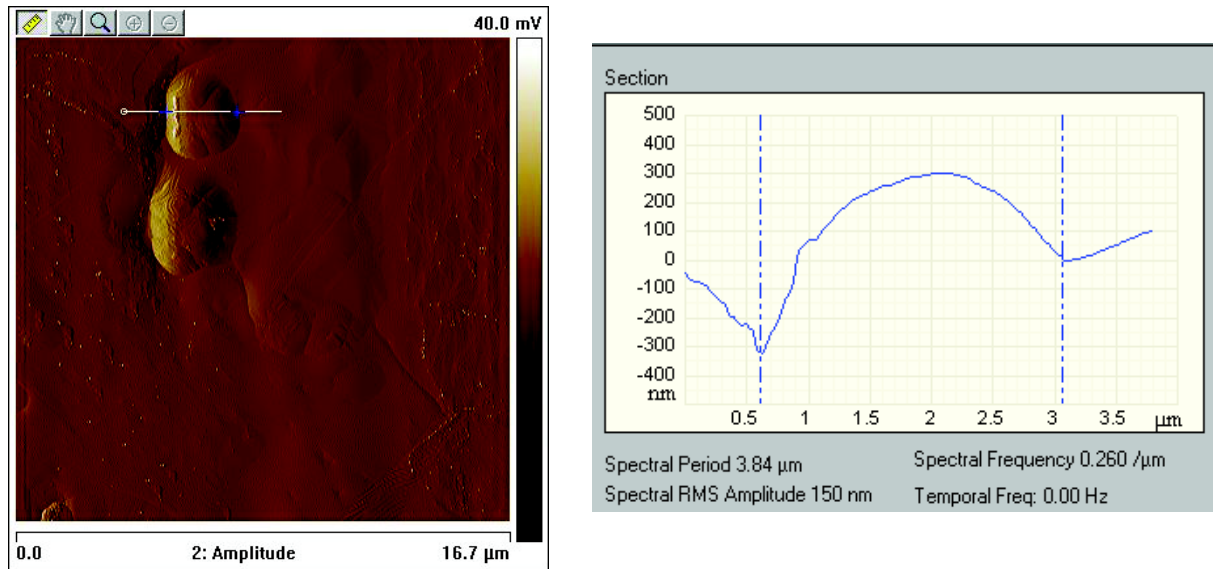 40.0 mV
0.0 2: Amplitude 16.7 µm
Section
500
400
300
200
100
0
-100
-200
-300
-400
nm
0.5 1 1.5 2 2.5 3 3.5 µm
Spectral Period 3.84 µm Spectral Frequency 0.260 /µm
Spectral RMS Amplitude 150 nm Temporal Freq: 0.00 Hz